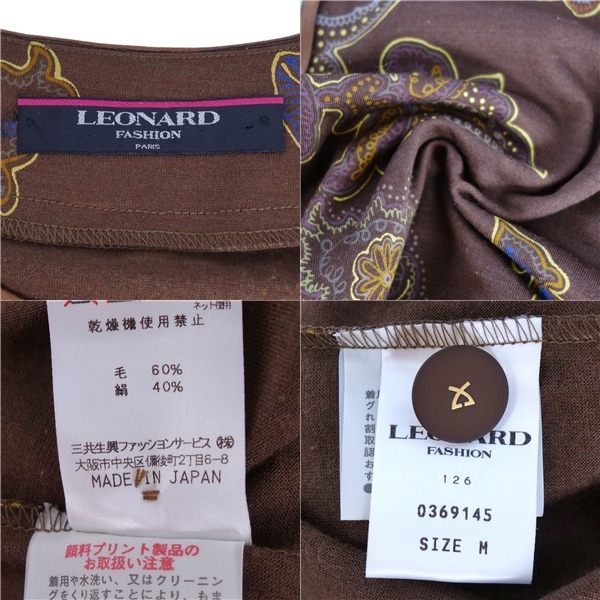 LEONARD
FASHION
PARIS
ネット使用
乾燥機使用禁止
毛 60%
絹 40%
三共生興ファッションサービス(株)
大阪市中央区備後町2丁目6-8
MADE IN JAPAN
顔料プリント製品の
お取扱い注意
着用や水洗い、又はクリーニン
グをくり返すことにより、もま
LEONARD
FASHION
126
0369145
SIZE M